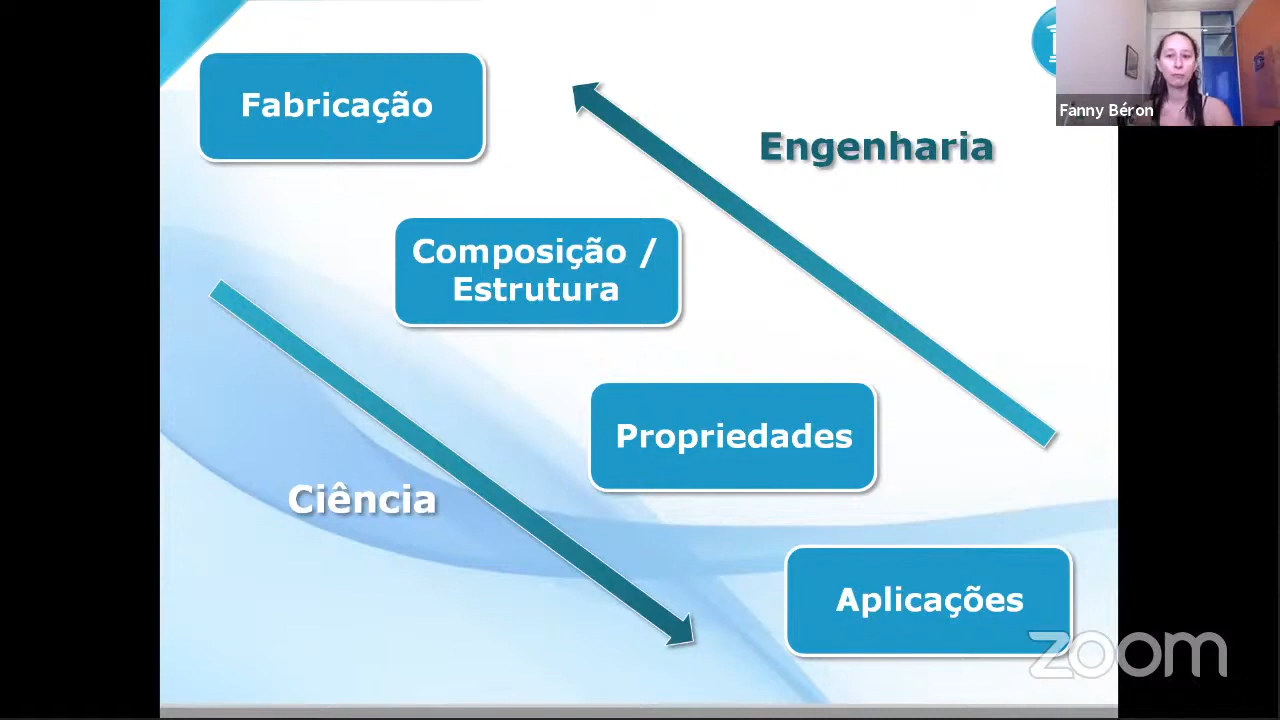 Fabricação
Fanny Béron
Engenharia
Composição /
Estrutura
Propriedades
Ciência
Aplicações
zoom